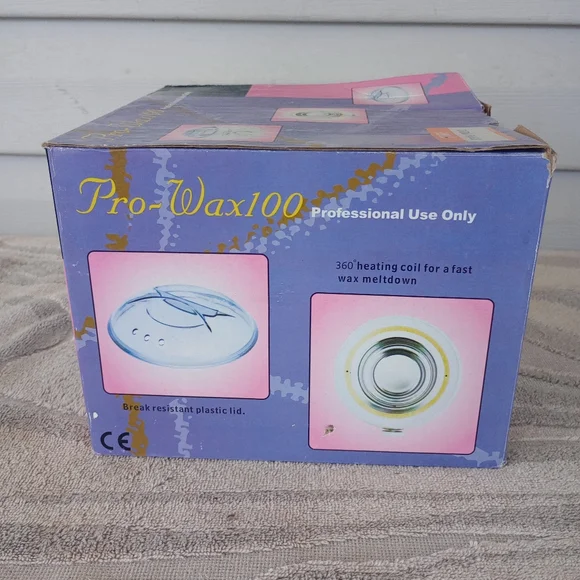 Pro-Wax100 Professional Use Only
360°heating coil for a fast
wax meltdown
Break resistant plastic lid.
CE